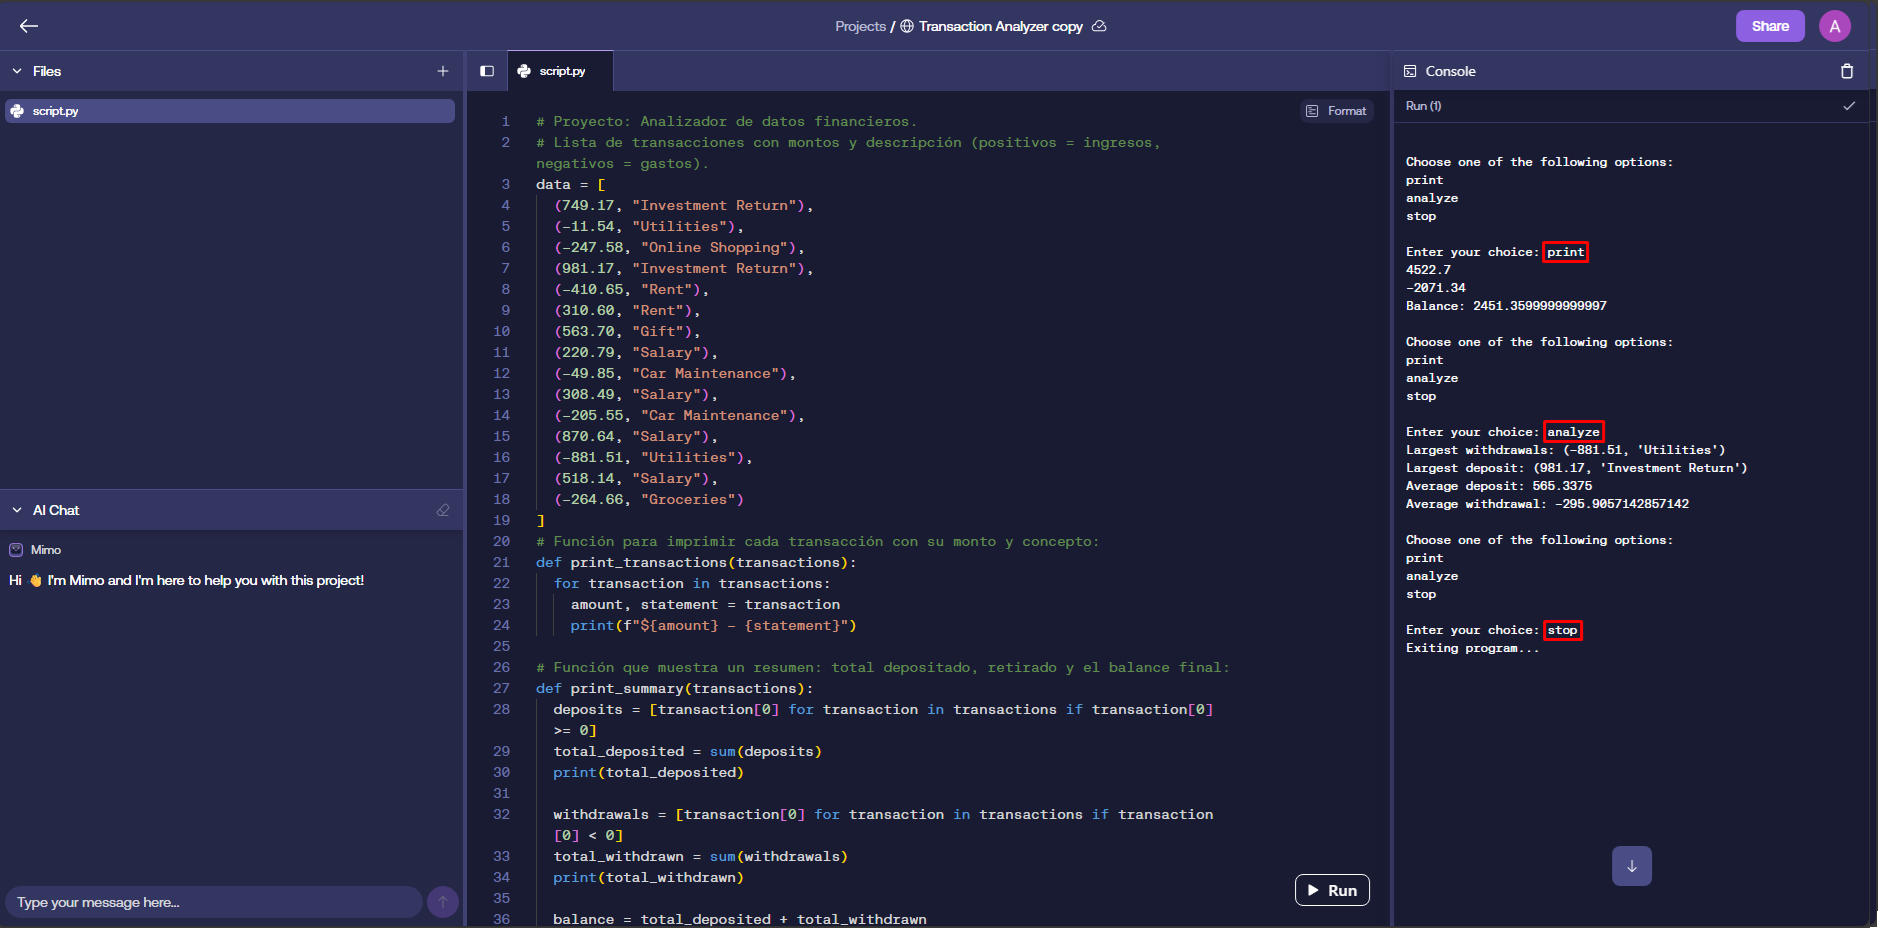 Projects / Transaction Analyzer copy
Share
A
Files
script.py
AI Chat
Mimo
Hi 👋 I'm Mimo and I'm here to help you with this project!
Type your message here...
script.py
Format
1 # Proyecto: Analizador de datos financieros.
2 # Lista de transacciones con montos y descripción (positivos = ingresos,
negativos = gastos).
3 data = [
4 (749.17, "Investment Return"),
5 (-11.54, "Utilities"),
6 (-247.58, "Online Shopping"),
7 (981.17, "Investment Return"),
8 (-410.65, "Rent"),
9 (310.60, "Rent"),
10 (563.70, "Gift"),
11 (220.79, "Salary"),
12 (-49.85, "Car Maintenance"),
13 (308.49, "Salary"),
14 (-205.55, "Car Maintenance"),
15 (870.64, "Salary"),
16 (-881.51, "Utilities"),
17 (518.14, "Salary"),
18 (-264.66, "Groceries")
19 ]
20 # Función para imprimir cada transacción con su monto y concepto:
21 def print_transactions(transactions):
22 for transaction in transactions:
23 amount, statement = transaction
24 print(f"${amount} - {statement}")
25
26 # Función que muestra un resumen: total depositado, retirado y el balance final:
27 def print_summary(transactions):
28 deposits = [transaction[0] for transaction in transactions if transaction[0]
>= 0]
29 total_deposited = sum(deposits)
30 print(total_deposited)
31
32 withdrawals = [transaction[0] for transaction in transactions if transaction
[0] < 0]
33 total_withdrawn = sum(withdrawals)
34 print(total_withdrawn)
35
36 balance = total_deposited + total_withdrawn
Run
Console
Run (1)
Choose one of the following options:
print
analyze
stop
Enter your choice: print
4522.7
-2071.34
Balance: 2451.3599999999997
Choose one of the following options:
print
analyze
stop
Enter your choice: analyze
Largest withdrawals: (-881.51, 'Utilities')
Largest deposit: (981.17, 'Investment Return')
Average deposit: 565.3375
Average withdrawal: -295.9057142857142
Choose one of the following options:
print
analyze
stop
Enter your choice: stop
Exiting program...